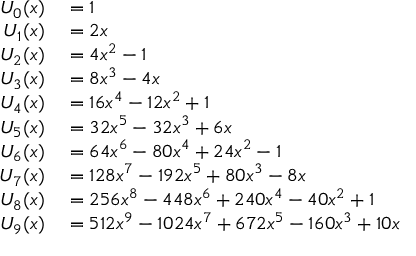 U₀(x) = 1
U₁(x) = 2x
U₂(x) = 4x² − 1
U₃(x) = 8x³ − 4x
U₄(x) = 16x⁴ − 12x² + 1
U₅(x) = 32x⁵ − 32x³ + 6x
U₆(x) = 64x⁶ − 80x⁴ + 24x² − 1
U₇(x) = 128x⁷ − 192x⁵ + 80x³ − 8x
U₈(x) = 256x⁸ − 448x⁶ + 240x⁴ − 40x² + 1
U₉(x) = 512x⁹ − 1024x⁷ + 672x⁵ − 160x³ + 10x